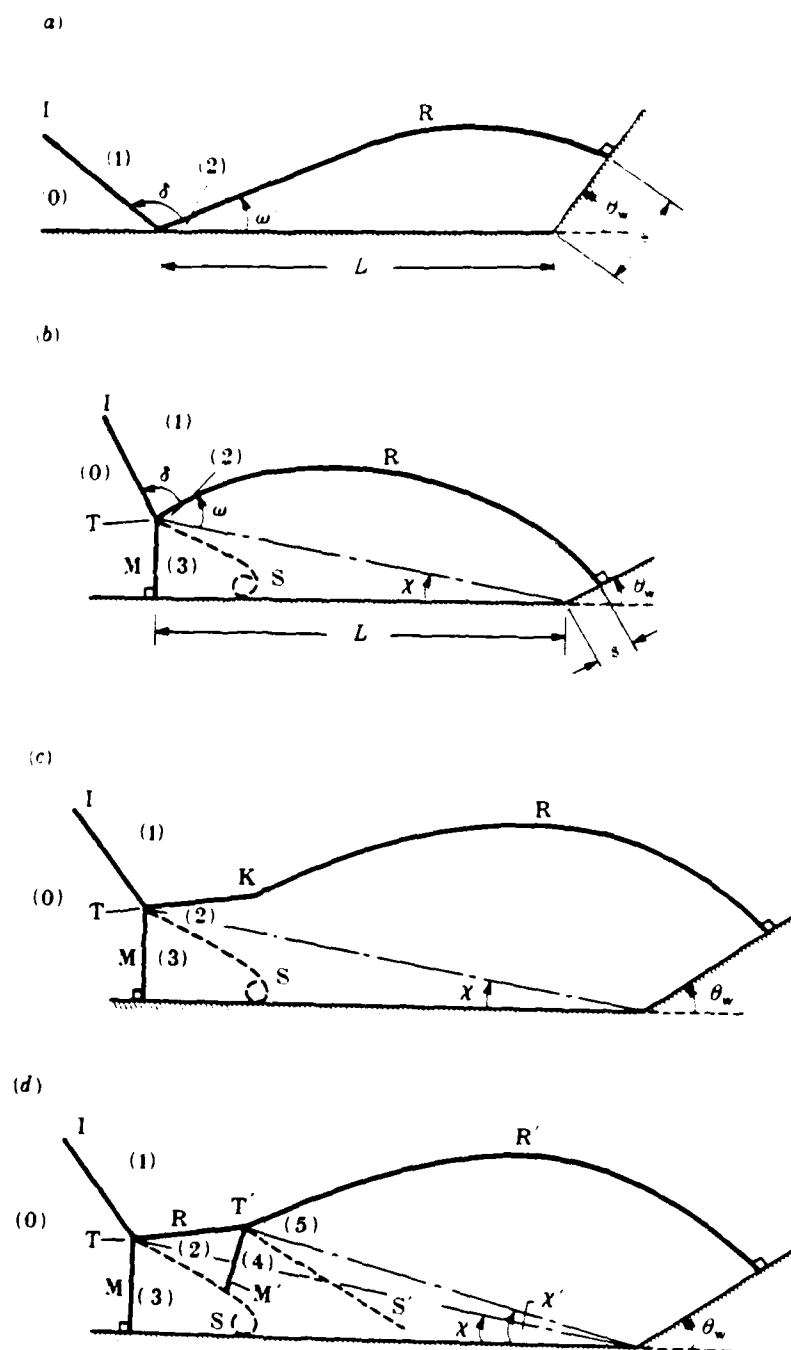 a)
I
R
(1)
(2)
δ
0)
ω
θw
L
(b)
I
(1)
(0)
δ
(2)
R
T
ω
M
(3)
S
χ
θw
L
s
(c)
I
(1)
R
(0)
K
T
(2)
M
(3)
S
χ
θw
(d)
I
(1)
R'
(0)
R
T'
(5)
T
(2)
(4)
M
(3)
M'
S'
χ'
S
χ
θw